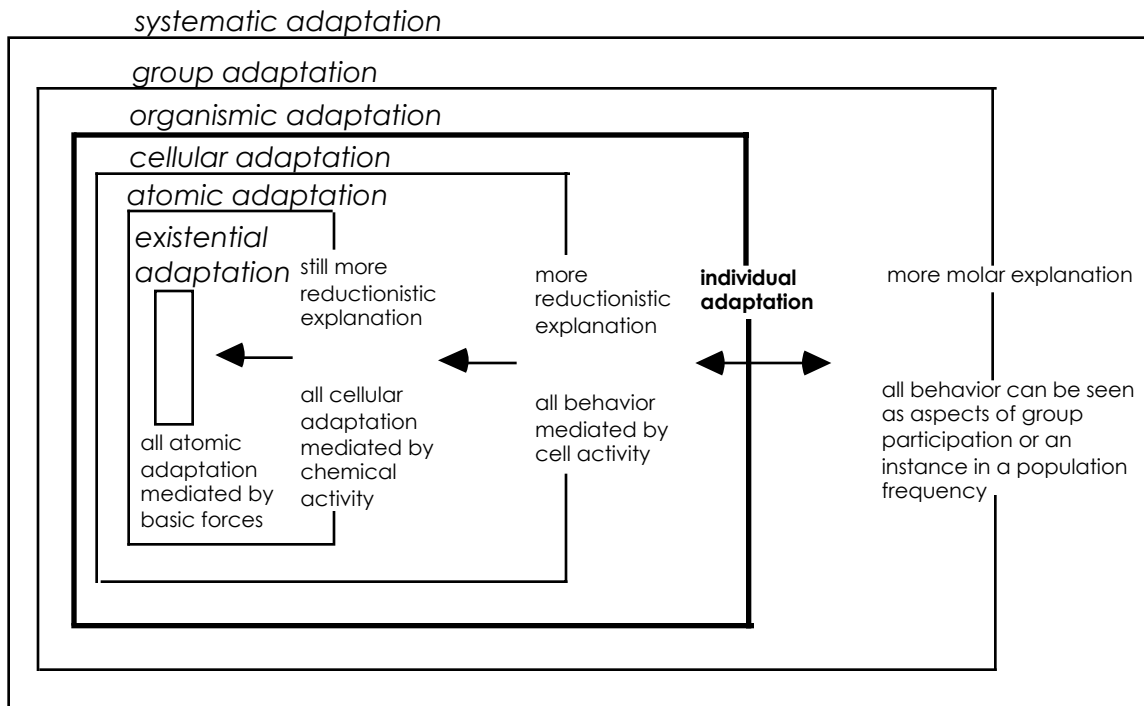 systematic adaptation
group adaptation
organismic adaptation
cellular adaptation
atomic adaptation
existential
adaptation
still more
reductionistic
explanation
more
reductionistic
explanation
individual
adaptation
more molar explanation
all atomic
adaptation
mediated by
basic forces
all cellular
adaptation
mediated by
chemical
activity
all behavior
mediated by
cell activity
all behavior can be seen
as aspects of group
participation or an
instance in a population
frequency